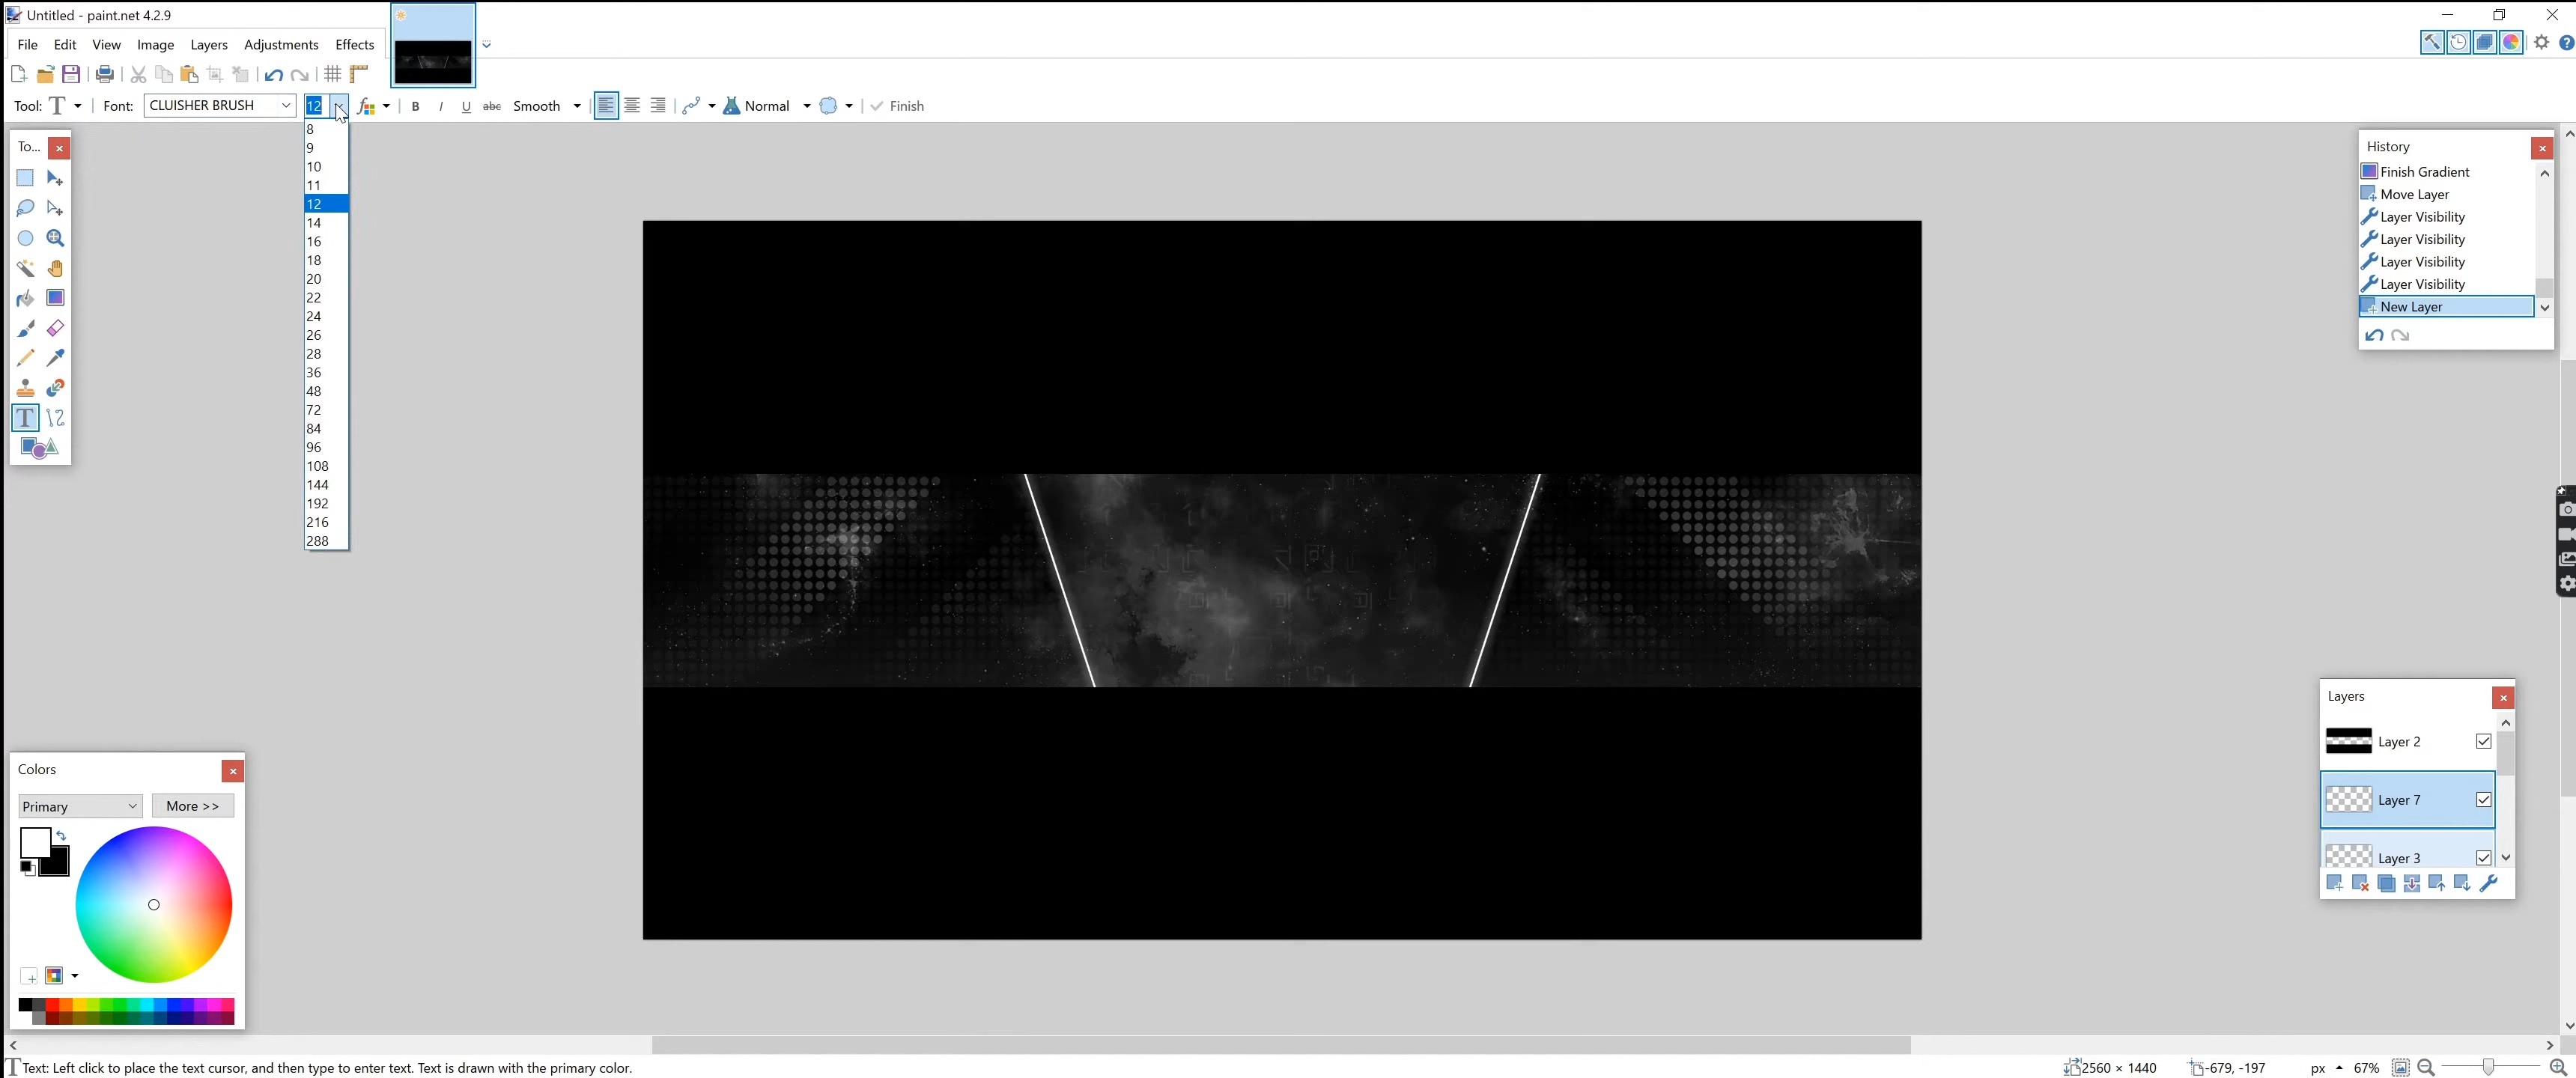 Untitled - paint.net 4.2.9
File Edit View Image Layers Adjustments Effects
Tool: T Font: CLUISHER BRUSH 12 B I U abc Smooth Normal Finish
8
9
10
11
12
14
16
18
20
22
24
26
28
36
48
72
84
96
108
144
192
216
288
To...
History
Finish Gradient
Move Layer
Layer Visibility
Layer Visibility
Layer Visibility
Layer Visibility
New Layer
Layers
Layer 2
Layer 7
Layer 3
Colors
Primary More >>
Text: Left click to place the text cursor, and then type to enter text. Text is drawn with the primary color.
2560 × 1440 -679, -197 px 67%